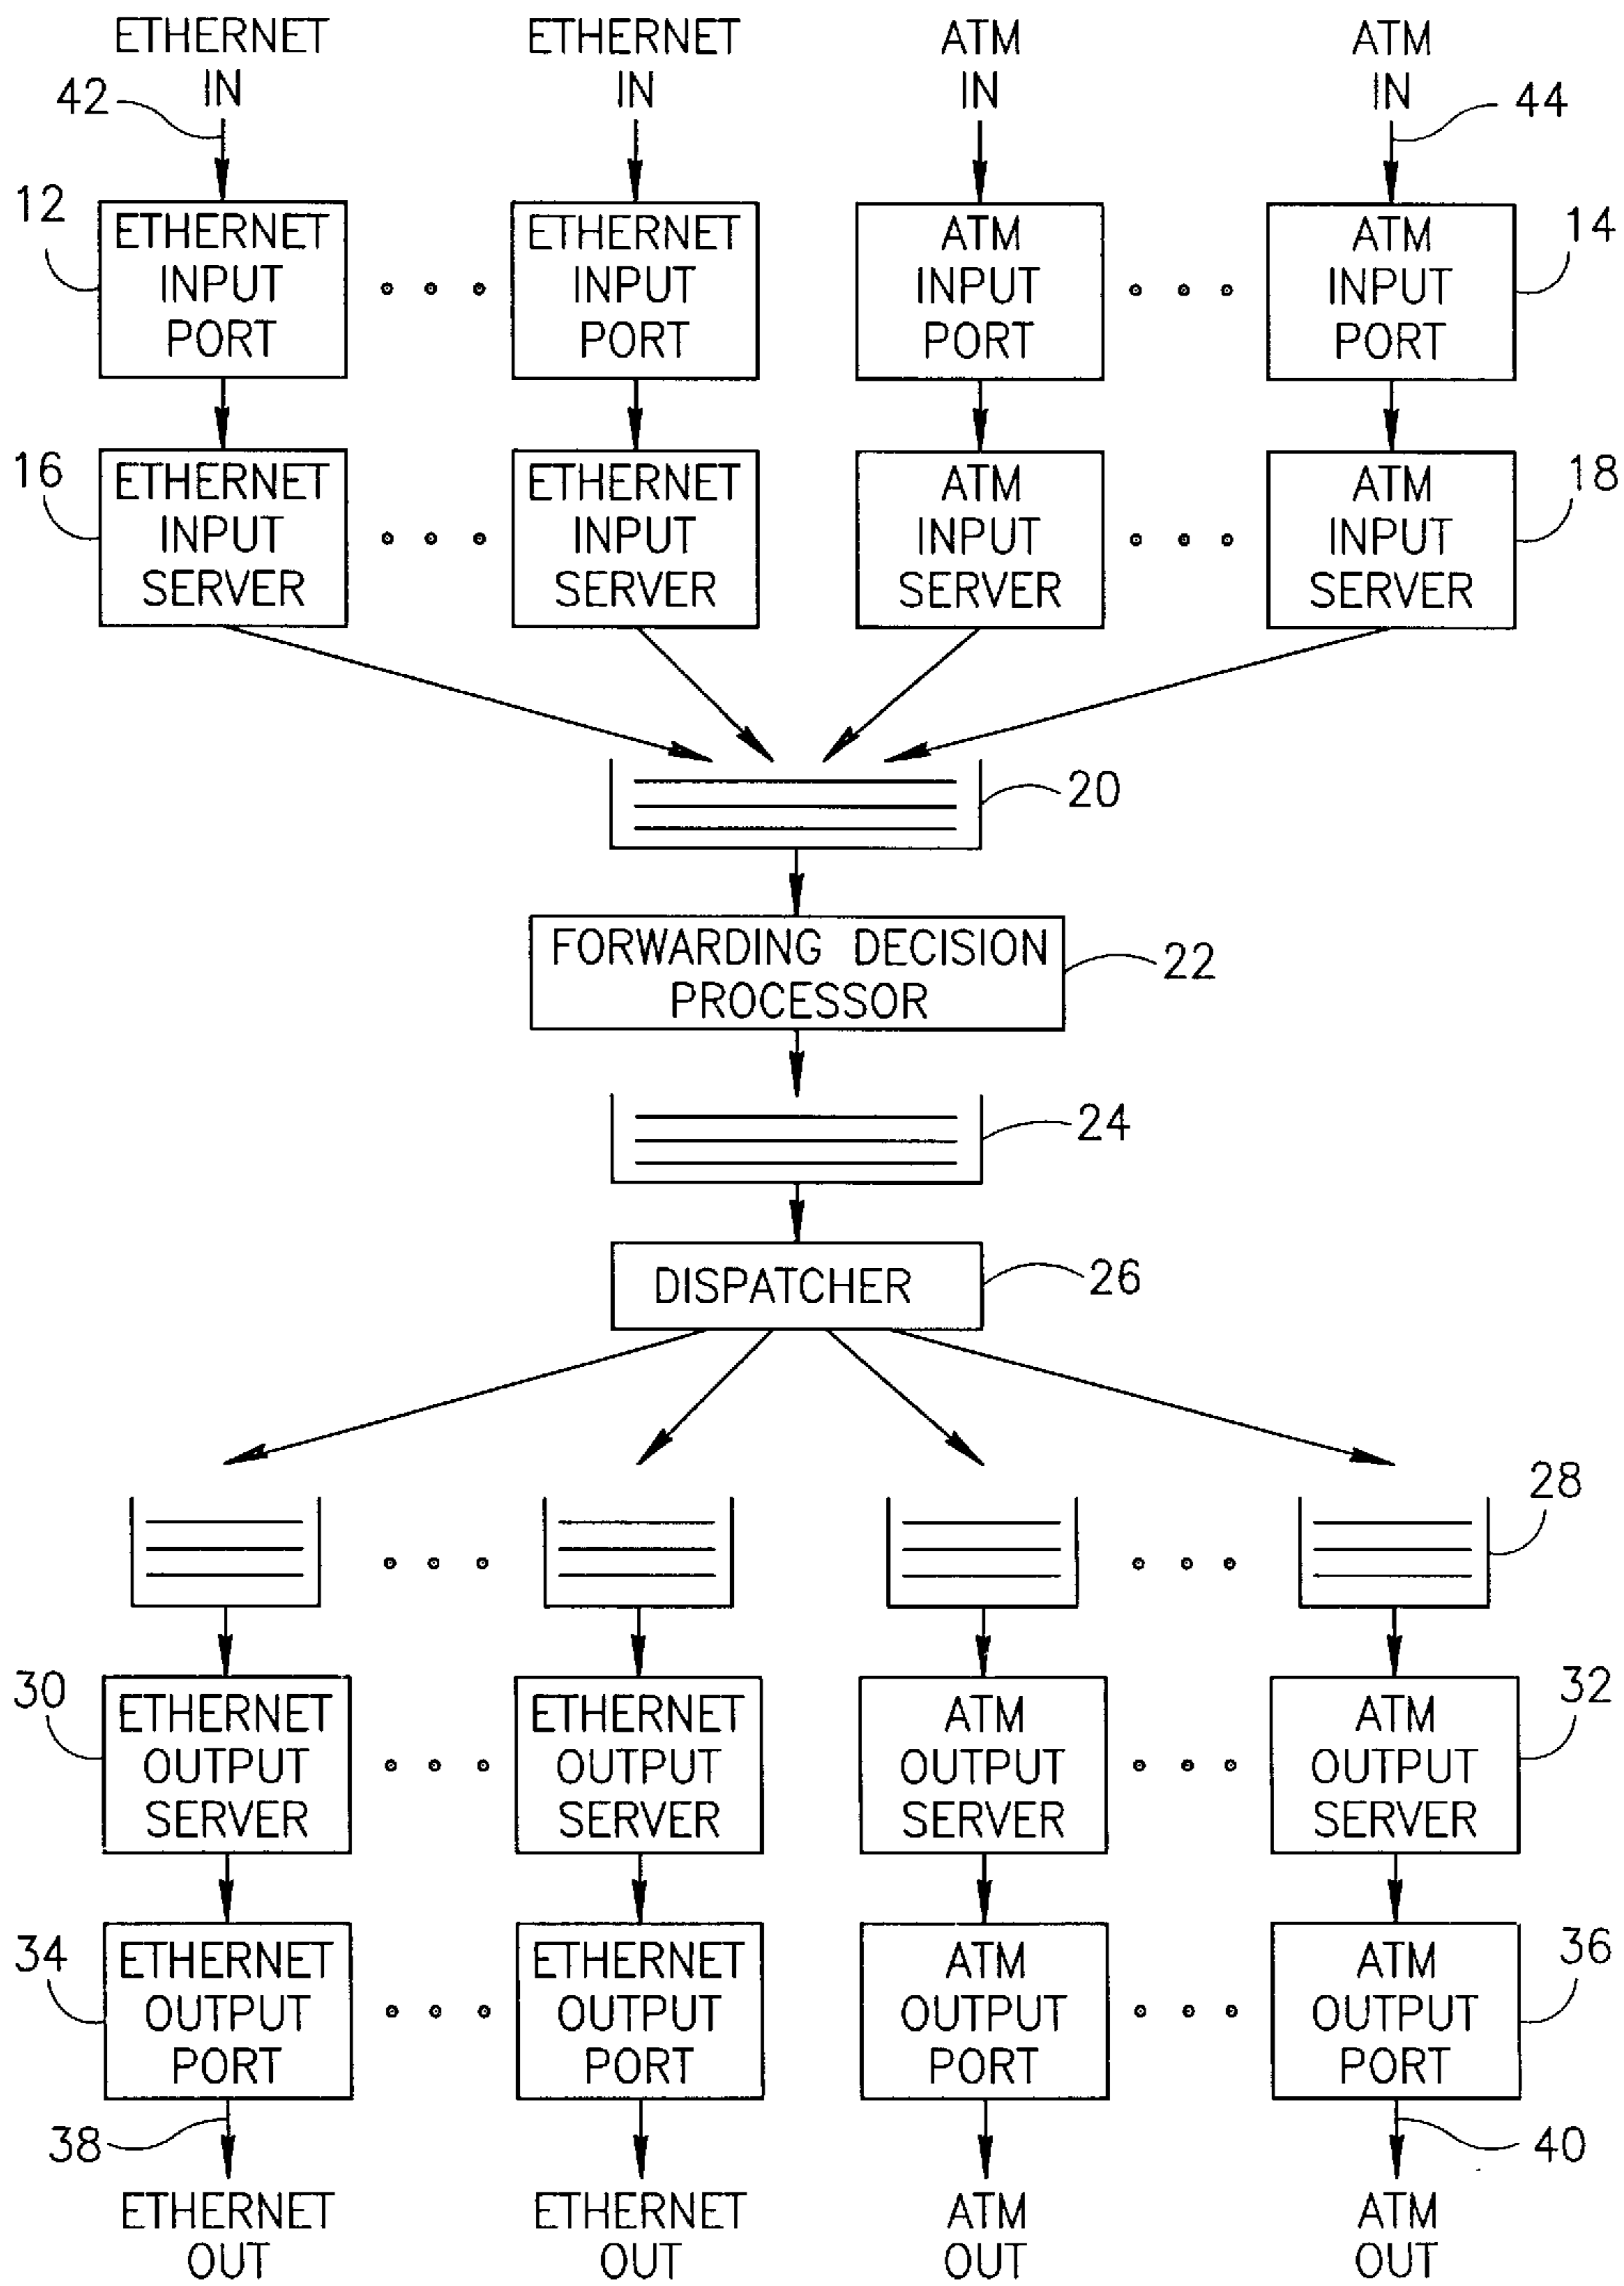 ETHERNET IN
ETHERNET IN
ATM IN
ATM IN
42
44
12
ETHERNET INPUT PORT
ETHERNET INPUT PORT
ATM INPUT PORT
ATM INPUT PORT
14
16
ETHERNET INPUT SERVER
ETHERNET INPUT SERVER
ATM INPUT SERVER
ATM INPUT SERVER
18
20
FORWARDING DECISION
PROCESSOR
22
24
DISPATCHER
26
28
30
ETHERNET OUTPUT SERVER
ETHERNET OUTPUT SERVER
ATM OUTPUT SERVER
ATM OUTPUT SERVER
32
34
ETHERNET OUTPUT PORT
ETHERNET OUTPUT PORT
ATM OUTPUT PORT
ATM OUTPUT PORT
36
38
40
ETHERNET OUT
ETHERNET OUT
ATM OUT
ATM OUT